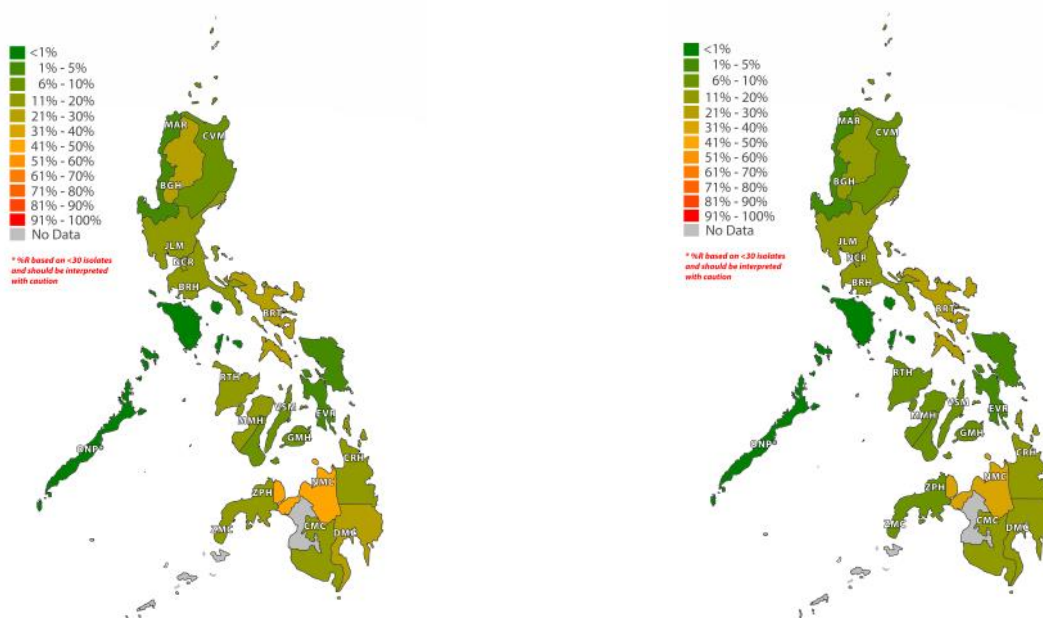 <1%
1% - 5%
6% - 10%
11% - 20%
21% - 30%
31% - 40%
41% - 50%
51% - 60%
61% - 70%
71% - 80%
81% - 90%
91% - 100%
No Data
* %R based on <30 isolates
and should be interpreted
with caution
MAR
CVM
BGH
JLM
NCR
BRH
BRT
RTH
VSM
MMH
EVR
GMH
ONP*
CRH
NMC
ZPH
CMC
ZMC
DMC
<1%
1% - 5%
6% - 10%
11% - 20%
21% - 30%
31% - 40%
41% - 50%
51% - 60%
61% - 70%
71% - 80%
81% - 90%
91% - 100%
No Data
* %R based on <30 isolates
and should be interpreted
with caution
MAR
CVM
BGH
JLM
NCR
BRH
BRT
RTH
VSM
MMH
EVR
GMH
ONP*
CRH
NMC
ZPH
CMC
ZMC
DMC